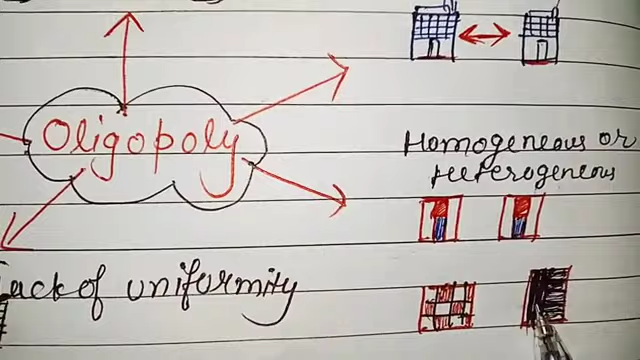 Oligopoly
Homogeneous or
Heterogeneous
Lack of uniformity